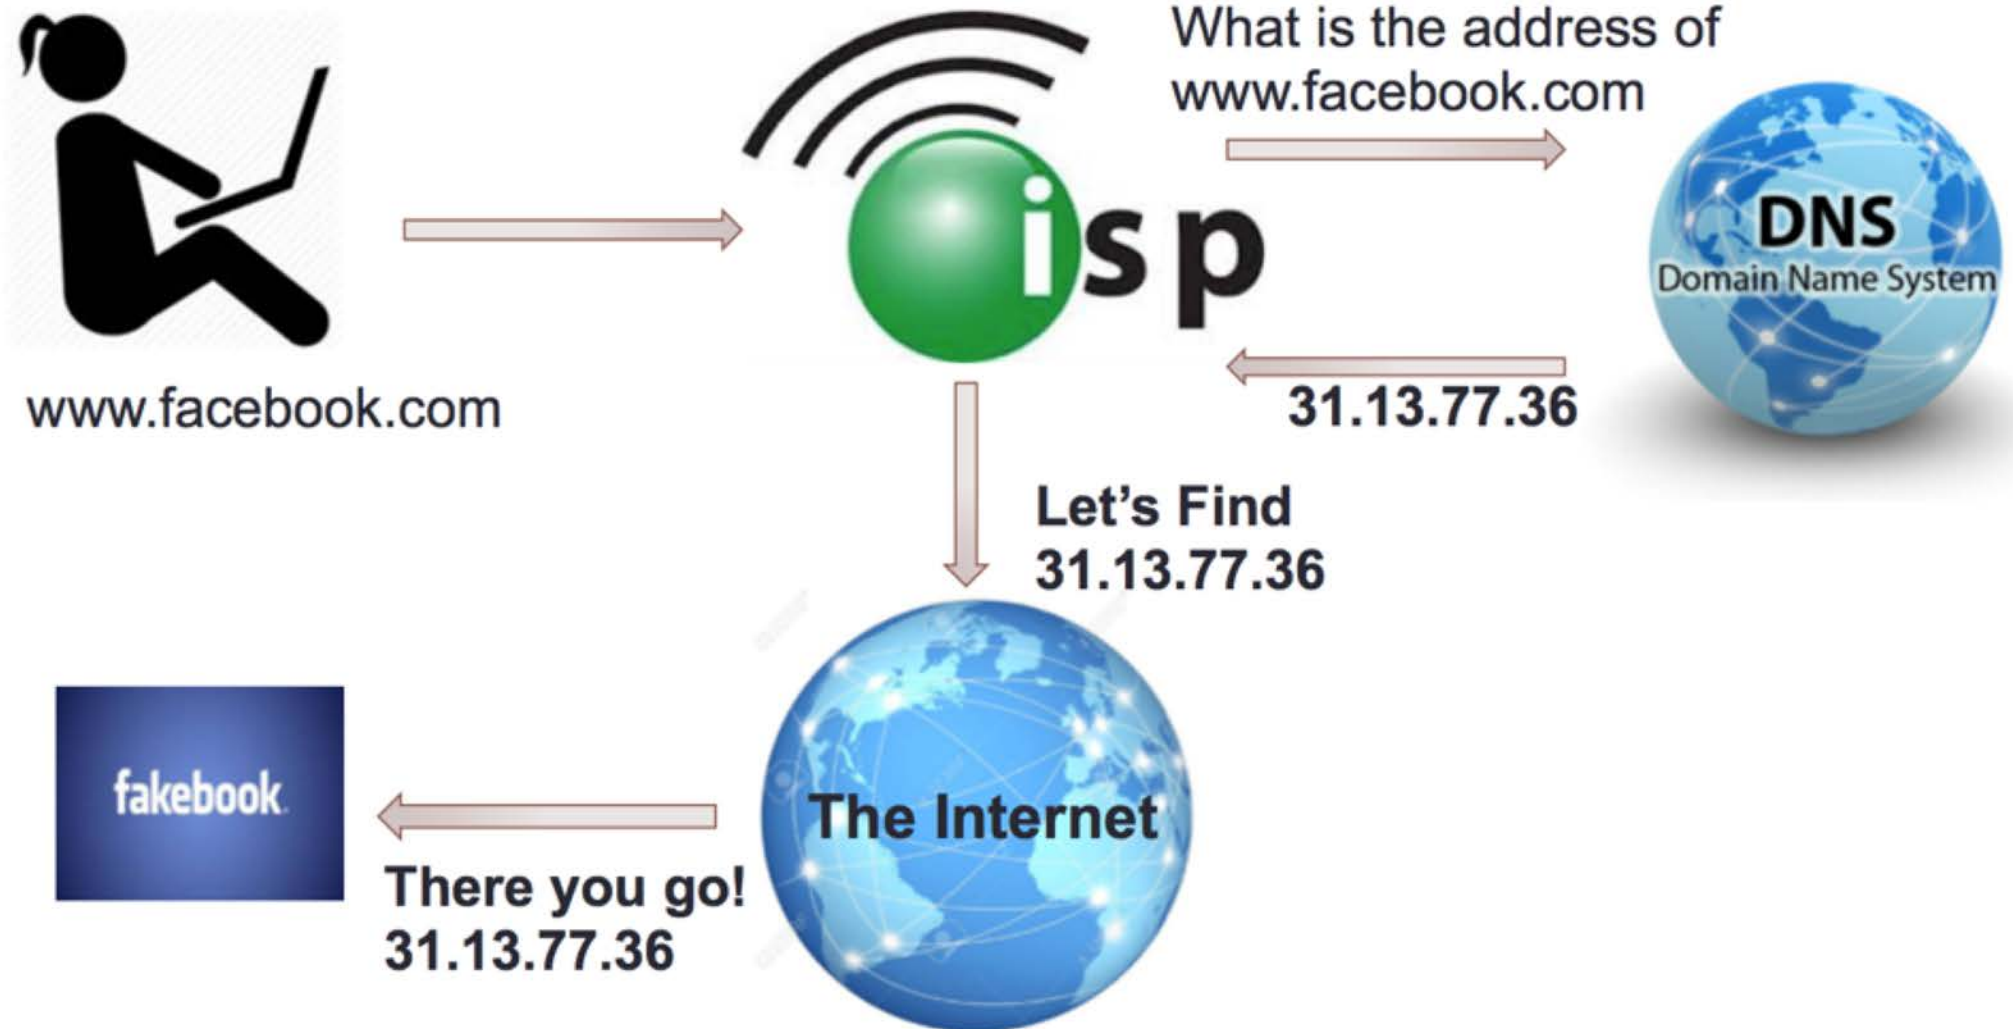 What is the address of
www.facebook.com
isp
DNS
Domain Name System
www.facebook.com
31.13.77.36
Let's Find
31.13.77.36
fakebook.
The Internet
There you go!
31.13.77.36